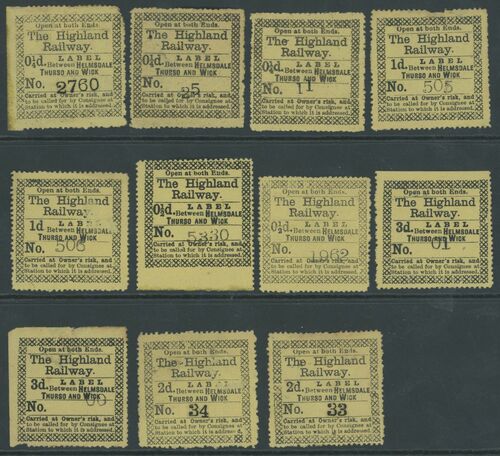 Open at both Ends.
The Highland
Railway.
0½d. LABEL
Between HELMSDALE
THURSO AND WICK
No. 2760
Carried at Owner's risk, and
to be called for by Consignee at
Station to which it is addressed.
Open at both Ends.
The Highland
Railway.
0½d. LABEL
Between HELMSDALE
THURSO AND WICK
No. 25
Carried at Owner's risk, and
to be called for by Consignee at
Station to which it is addressed.
Open at both Ends.
The Highland
Railway.
0½d. LABEL
Between HELMSDALE
THURSO AND WICK
No. 11
Carried at Owner's risk, and
to be called for by Consignee at
Station to which it is addressed.
Open at both Ends.
The Highland
Railway.
1d. LABEL
Between HELMSDALE
THURSO AND WICK
No. 505
Carried at Owner's risk, and
to be called for by Consignee at
Station to which it is addressed.
Open at both Ends.
The Highland
Railway.
1d. LABEL
Between HELMSDALE
THURSO AND WICK
No. 506
Carried at Owner's risk, and
to be called for by Consignee at
Station to which it is addressed.
Open at both Ends.
The Highland
Railway.
0½d. LABEL
Between HELMSDALE
THURSO AND WICK
No. 5330
Carried at Owner's risk, and
to be called for by Consignee at
Station to which it is addressed.
Open at both Ends.
The Highland
Railway.
0½d. LABEL
Between HELMSDALE
THURSO AND WICK
No. 1062
Carried at Owner's risk, and
to be called for by Consignee at
Station to which it is addressed.
Open at both Ends.
The Highland
Railway.
3d. LABEL
Between HELMSDALE
THURSO AND WICK
No. 61
Carried at Owner's risk, and
to be called for by Consignee at
Station to which it is addressed.
Open at both Ends.
The Highland
Railway.
3d. LABEL
Between HELMSDALE
THURSO AND WICK
No.
Carried at Owner's risk, and
to be called for by Consignee at
Station to which it is addressed.
Open at both Ends.
The Highland
Railway.
2d. LABEL
Between HELMSDALE
THURSO AND WICK
No. 34
Carried at Owner's risk, and
to be called for by Consignee at
Station to which it is addressed.
Open at both Ends.
The Highland
Railway.
2d. LABEL
Between HELMSDALE
THURSO AND WICK
No. 33
Carried at Owner's risk, and
to be called for by Consignee at
Station to which it is addressed.